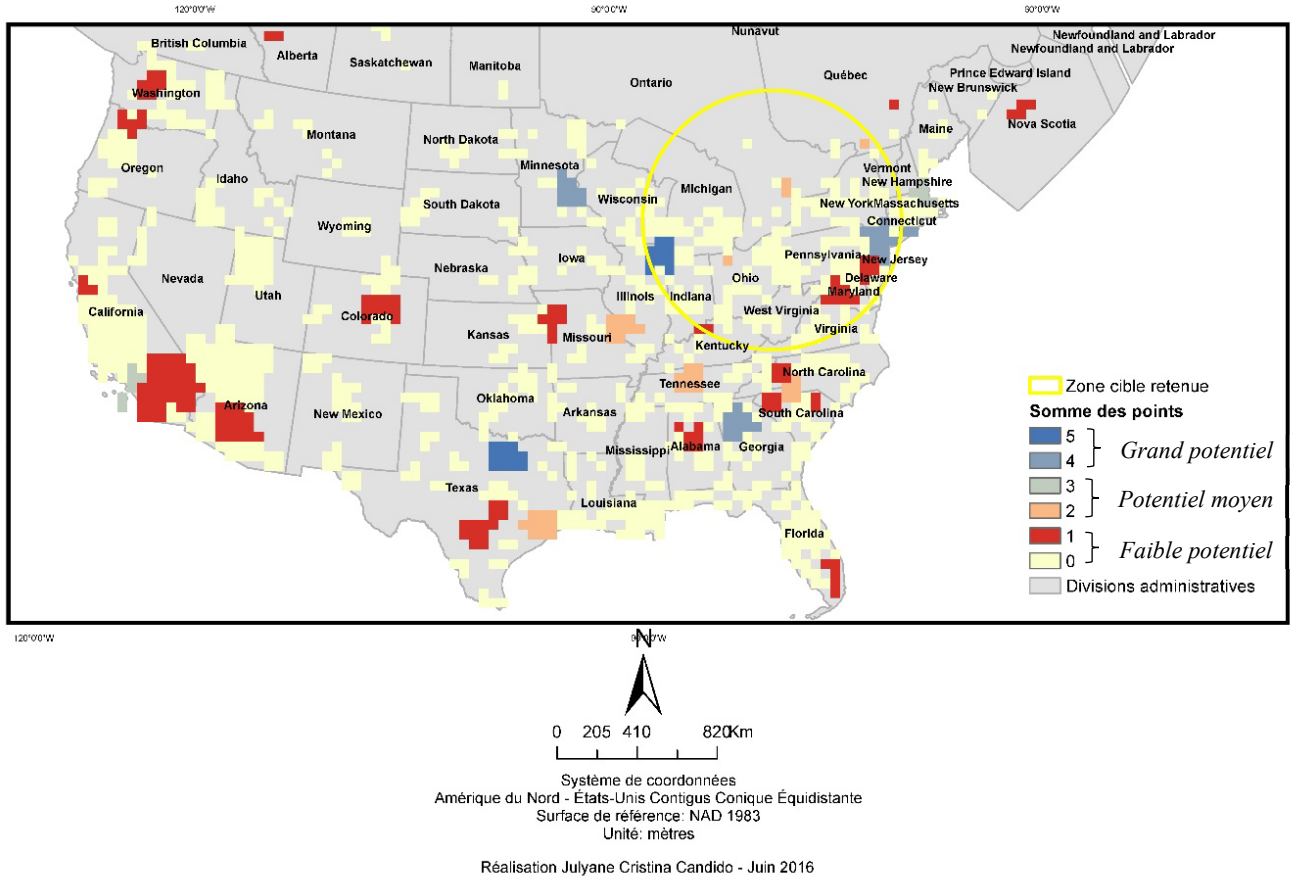 120°0'0"W
90°0'0"W
60°0'0"W
Nunavut
Newfoundland and Labrador
Newfoundland and Labrador
British Columbia
Alberta
Saskatchewan
Manitoba
Ontario
Québec
Prince Edward Island
New Brunswick
Nova Scotia
Maine
Washington
Montana
North Dakota
Minnesota
Vermont
New Hampshire
Oregon
Idaho
Michigan
Wisconsin
South Dakota
New York
Massachusetts
Connecticut
Wyoming
Iowa
Nebraska
Pennsylvania
New Jersey
Nevada
Utah
Ohio
Delaware
Maryland
Illinois
Indiana
California
Colorado
West Virginia
Kansas
Missouri
Virginia
Kentucky
North Carolina
Tennessee
Arizona
New Mexico
Oklahoma
Arkansas
South Carolina
Mississippi
Alabama
Georgia
Texas
Louisiana
Florida
Zone cible retenue
Somme des points
5
4
Grand potentiel
3
2
Potentiel moyen
1
0
Faible potentiel
Divisions administratives
120°0'0"W
90°0'0"W
N
0 205 410 820Km
Système de coordonnées
Amérique du Nord - États-Unis Contigus Conique Équidistante
Surface de référence: NAD 1983
Unité: mètres
Réalisation Julyane Cristina Candido - Juin 2016